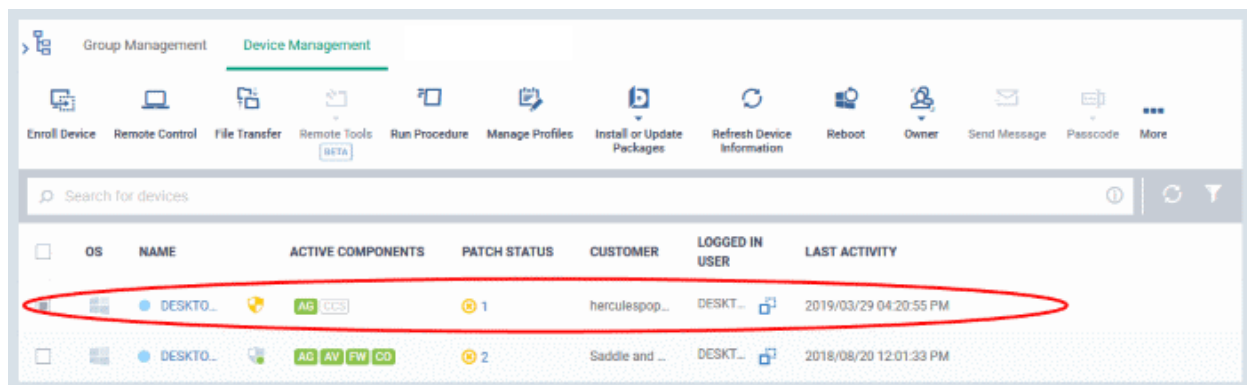 Group Management Device Management
Enroll Device Remote Control File Transfer Remote Tools Run Procedure Manage Profiles Install or Update Refresh Device Reboot Owner Send Message Passcode More
BETA Packages Information
Search for devices
OS NAME ACTIVE COMPONENTS PATCH STATUS CUSTOMER LOGGED IN LAST ACTIVITY
USER
DESKTO... AG CCS 1 herculespop... DESKT... 2019/03/29 04:20:55 PM
DESKTO... AG AV FW CO 2 Saddle and ... DESKT... 2018/08/20 12:01:33 PM